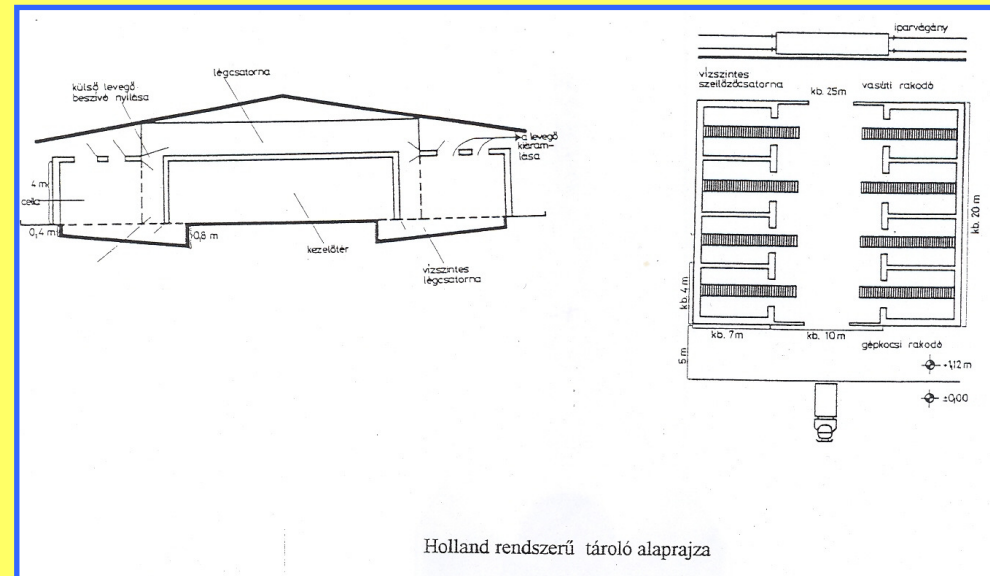 légcsatorna
külső levegő
beszívó nyílása
a levegő
kiáram-
lása
4 m
cella
0,4 m
0,8 m
kezelőtér
vízszintes
légcsatorna
iparvágány
vízszintes
szellőzőcsatorna
kb. 25m
vasúti rakodó
kb. 20 m
kb. 4 m
kb. 7m
kb. 10 m
gépkocsi rakodó
5 m
+1,12 m
±0,00
Holland rendszerű tároló alaprajza